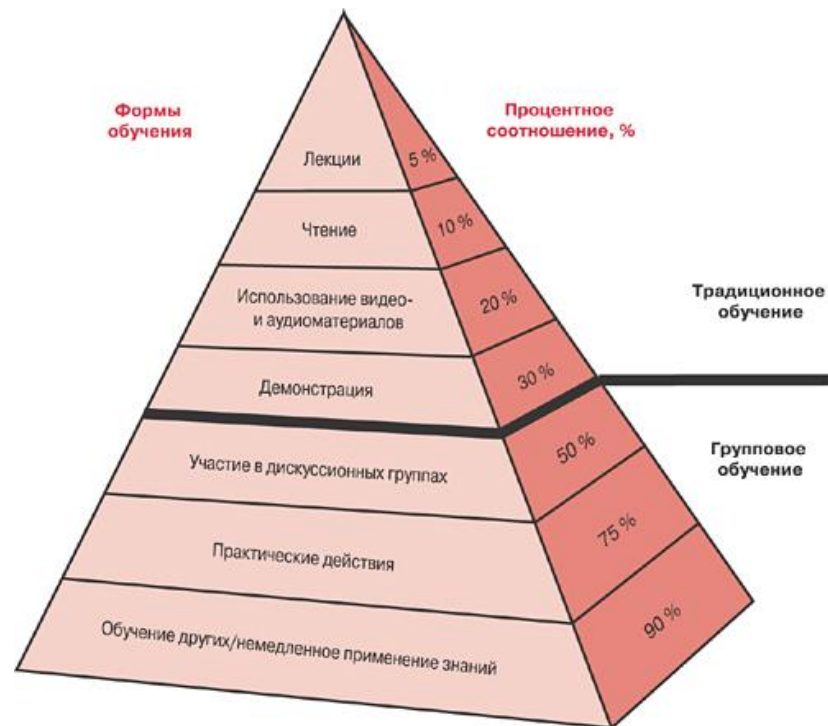 Формы
обучения
Процентное
соотношение, %
Лекции
5 %
Чтение
10 %
Использование видео-
и аудиоматериалов
20 %
Демонстрация
30 %
Традиционное
обучение
Групповое
обучение
Участие в дискуссионных группах
50 %
Практические действия
75 %
Обучение других/немедленное применение знаний
90 %